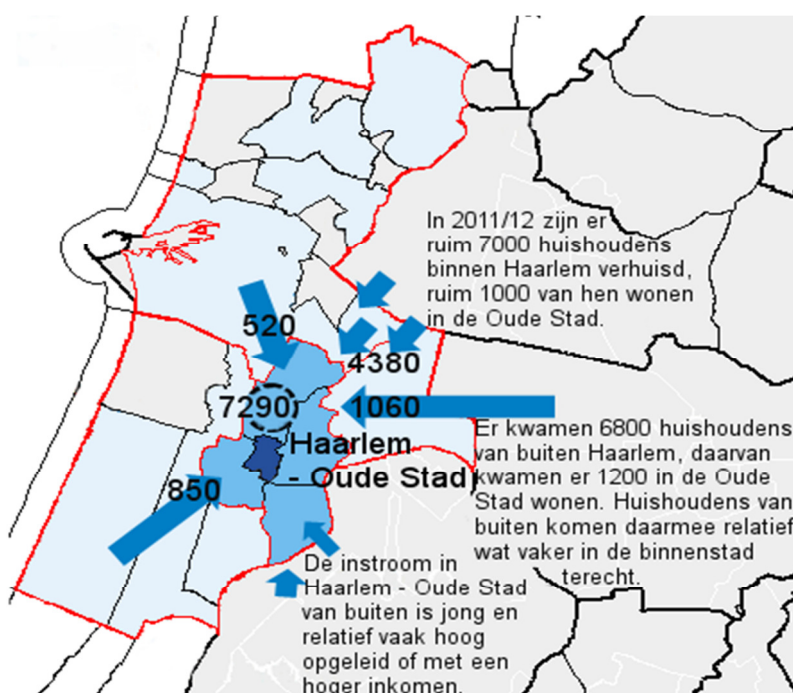 In 2011/12 zijn er
ruim 7000 huishoudens
binnen Haarlem verhuisd,
ruim 1000 van hen wonen
in de Oude Stad.
520
4380
7290
1060
Haarlem
- Oude Stad
850
Er kwamen 6800 huishoudens
van buiten Haarlem, daarvan
kwamen er 1200 in de Oude
Stad wonen. Huishoudens van
buiten komen daarmee relatief
wat vaker in de binnenstad
terecht.
De instroom in
Haarlem - Oude Stad
van buiten is jong en
relatief vaak hoog
opgeleid of met een
hoger inkomen.